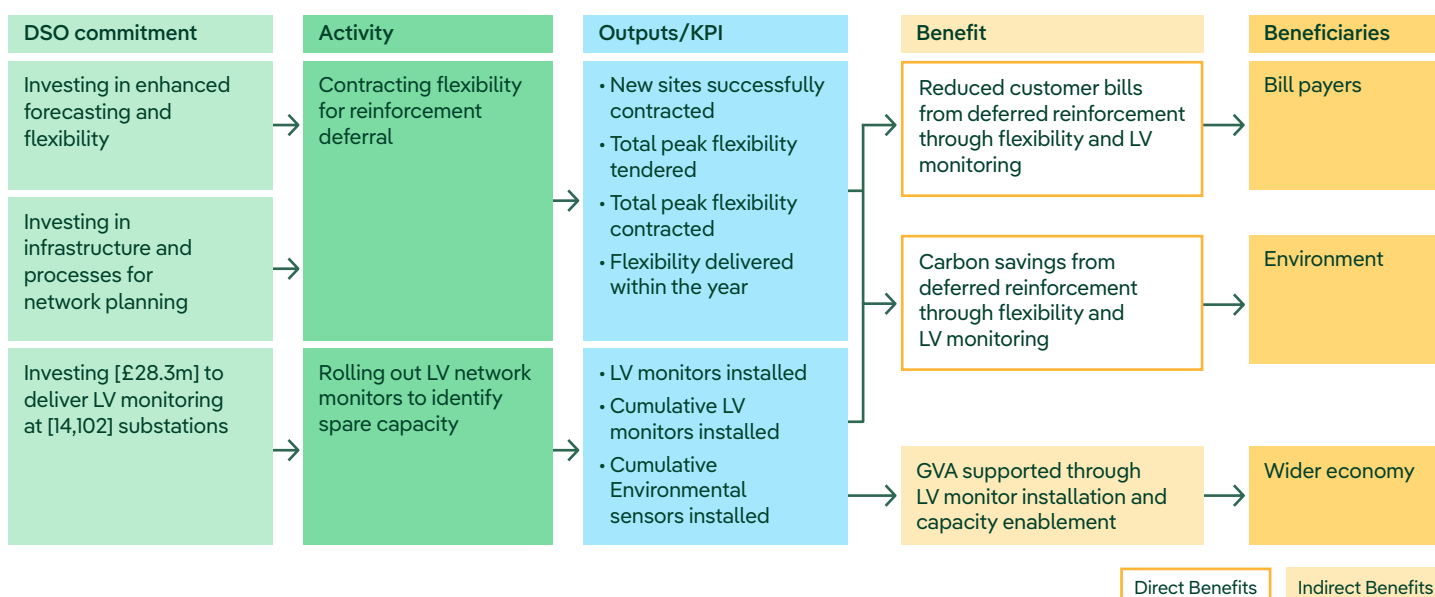 DSO commitment
Activity
Outputs/KPI
Benefit
Beneficiaries
Investing in enhanced
forecasting and
flexibility
Investing in
infrastructure and
processes for
network planning
Investing [£28.3m] to
deliver LV monitoring
at [14,102] substations
Contracting flexibility
for reinforcement
deferral
Rolling out LV network
monitors to identify
spare capacity
• New sites successfully
contracted
• Total peak flexibility
tendered
• Total peak flexibility
contracted
• Flexibility delivered
within the year
• LV monitors installed
• Cumulative LV
monitors installed
• Cumulative
Environmental
sensors installed
Reduced customer bills
from deferred reinforcement
through flexibility and LV
monitoring
Carbon savings from
deferred reinforcement
through flexibility and
LV monitoring
GVA supported through
LV monitor installation and
capacity enablement
Bill payers
Environment
Wider economy
Direct Benefits
Indirect Benefits